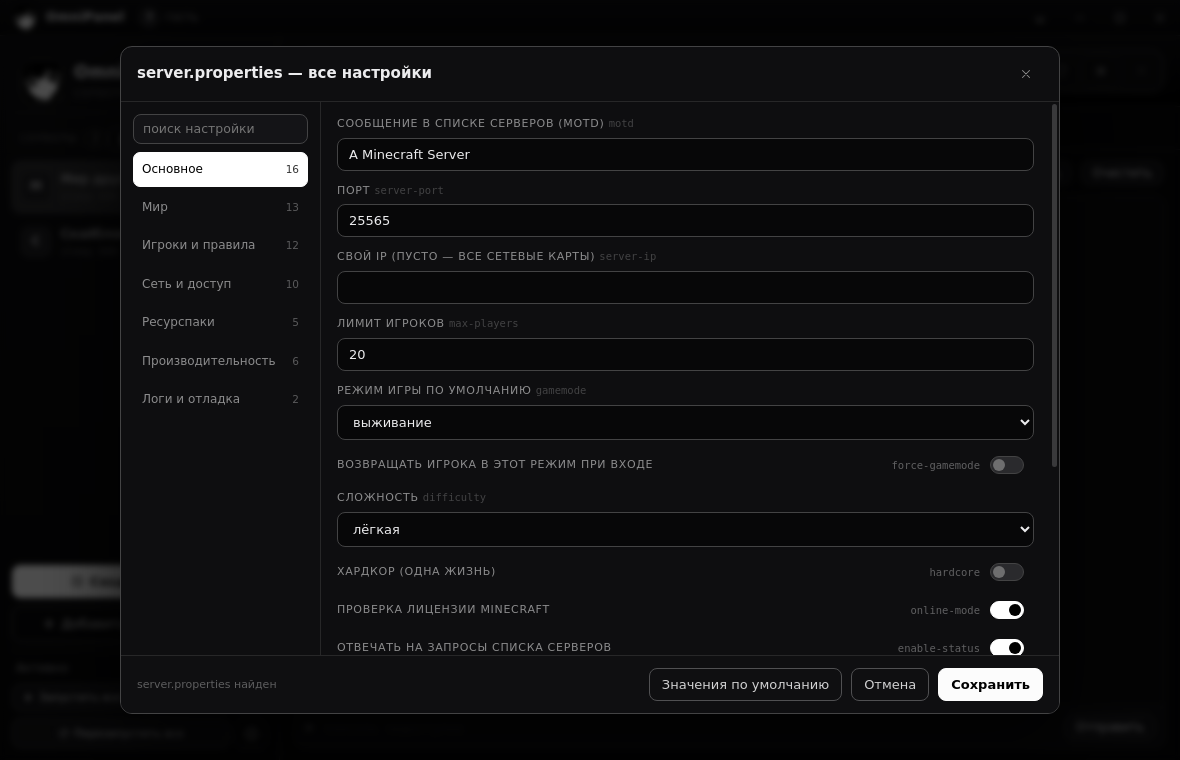 server.properties — все настройки
поиск настройки
Основное 16
Мир 13
Игроки и правила 12
Сеть и доступ 10
Ресурспаки 5
Производительность 6
Логи и отладка 2
СООБЩЕНИЕ В СПИСКЕ СЕРВЕРОВ (MOTD) motd
A Minecraft Server
ПОРТ server-port
25565
СВОЙ IP (ПУСТО — ВСЕ СЕТЕВЫЕ КАРТЫ) server-ip
ЛИМИТ ИГРОКОВ max-players
20
РЕЖИМ ИГРЫ ПО УМОЛЧАНИЮ gamemode
выживание
ВОЗВРАЩАТЬ ИГРОКА В ЭТОТ РЕЖИМ ПРИ ВХОДЕ force-gamemode
СЛОЖНОСТЬ difficulty
лёгкая
ХАРДКОР (ОДНА ЖИЗНЬ) hardcore
ПРОВЕРКА ЛИЦЕНЗИИ MINECRAFT online-mode
ОТВЕЧАТЬ НА ЗАПРОСЫ СПИСКА СЕРВЕРОВ enable-status
server.properties найден
Значения по умолчанию
Отмена
Сохранить